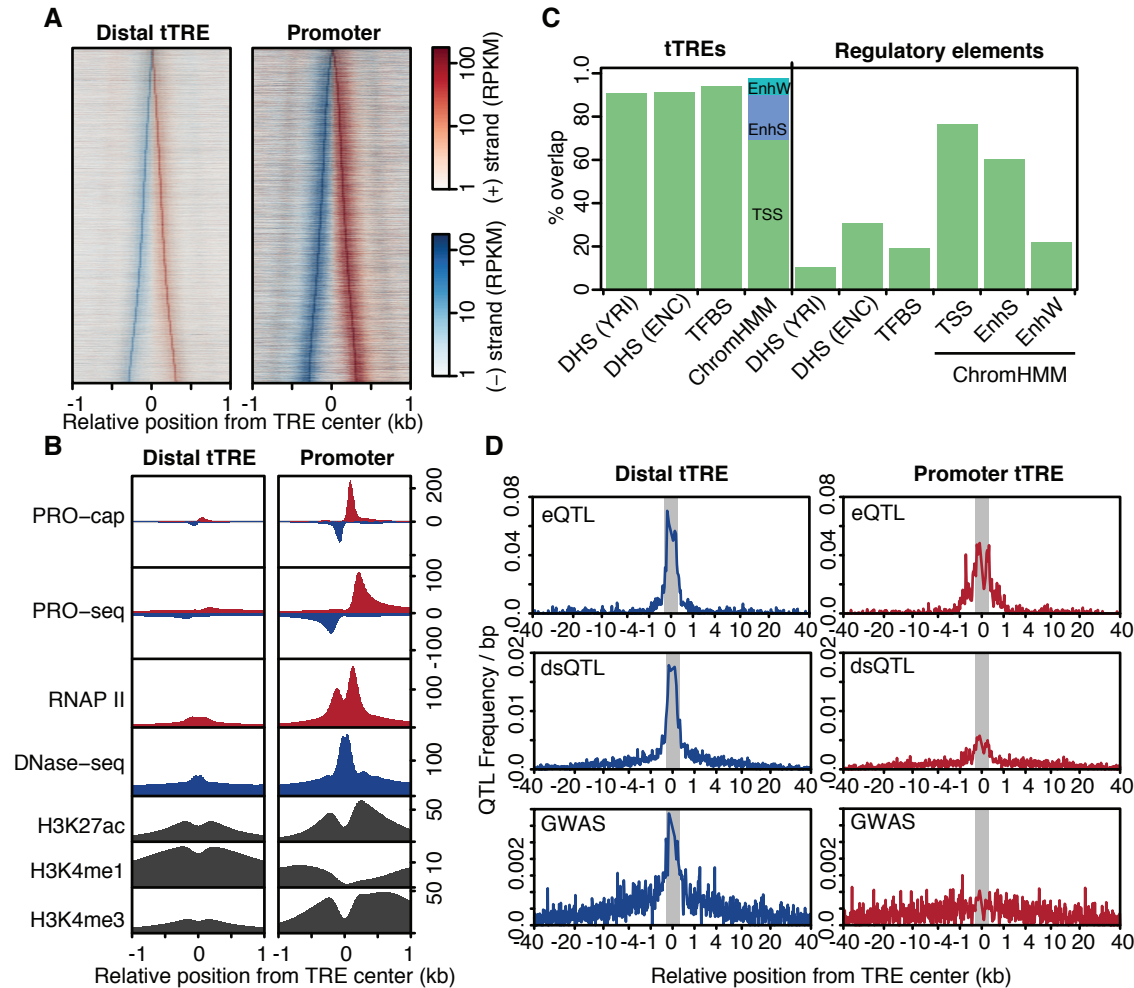 A
Distal tTRE
Promoter
-1
0
1
-1
0
1
Relative position from TRE center (kb)
1
10
100
(+) strand (RPKM)
1
10
100
(−) strand (RPKM)
B
Distal tTRE
Promoter
PRO−cap
200
0
PRO−seq
100
0
-100
RNAP II
100
DNase−seq
100
H3K27ac
50
H3K4me1
10
H3K4me3
50
-1
0
1
-1
0
1
Relative position from TRE center (kb)
C
tTREs
Regulatory elements
% overlap
0
20
40
60
80
1.0
EnhW
EnhS
TSS
DHS (YRI)
DHS (ENC)
TFBS
ChromHMM
DHS (YRI)
DHS (ENC)
TFBS
TSS
EnhS
EnhW
ChromHMM
D
Distal tTRE
Promoter tTRE
QTL Frequency / bp
eQTL
0.0
0.04
0.08
-40 -20 -10 -4 -1 0 1 4 10 20 40
eQTL
0.0
0.04
0.08
-40 -20 -10 -4 -1 0 1 4 10 20 40
dsQTL
0.0
0.01
0.02
-40 -20 -10 -4 -1 0 1 4 10 20 40
dsQTL
0.0
0.01
0.02
-40 -20 -10 -4 -1 0 1 4 10 20 40
GWAS
0.0
0.002
-40 -20 -10 -4 -1 0 1 4 10 20 40
GWAS
0.0
0.002
-40 -20 -10 -4 -1 0 1 4 10 20 40
Relative position from TRE center (kb)